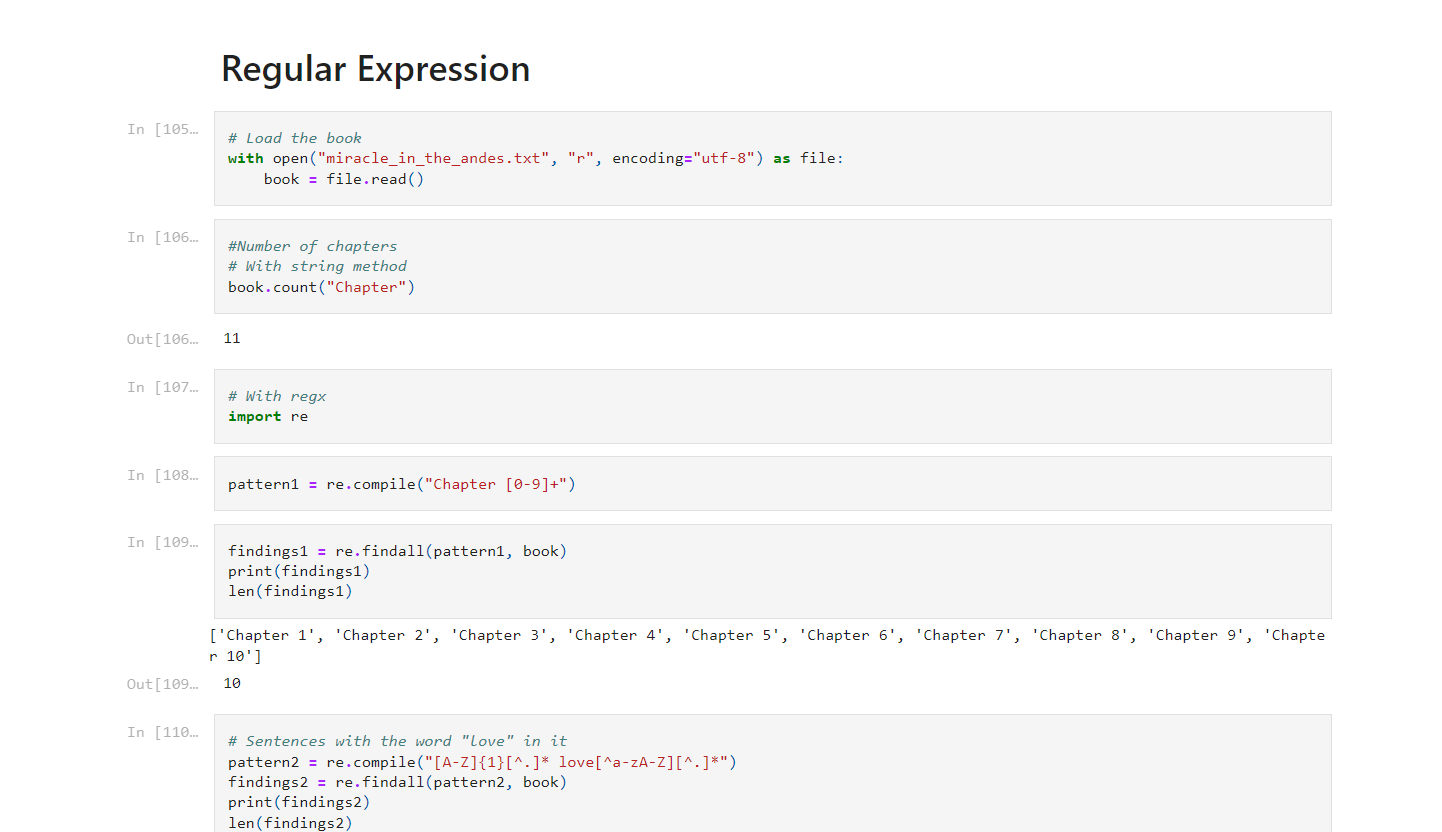 Regular Expression
In [105…
# Load the book
with open("miracle_in_the_andes.txt", "r", encoding="utf-8") as file:
    book = file.read()
In [106…
#Number of chapters
# With string method
book.count("Chapter")
Out[106…
11
In [107…
# With regx
import re
In [108…
pattern1 = re.compile("Chapter [0-9]+")
In [109…
findings1 = re.findall(pattern1, book)
print(findings1)
len(findings1)
['Chapter 1', 'Chapter 2', 'Chapter 3', 'Chapter 4', 'Chapter 5', 'Chapter 6', 'Chapter 7', 'Chapter 8', 'Chapter 9', 'Chapte
r 10']
Out[109…
10
In [110…
# Sentences with the word "love" in it
pattern2 = re.compile("[A-Z]{1}[^.]* love[^a-zA-Z][^.]*")
findings2 = re.findall(pattern2, book)
print(findings2)
len(findings2)